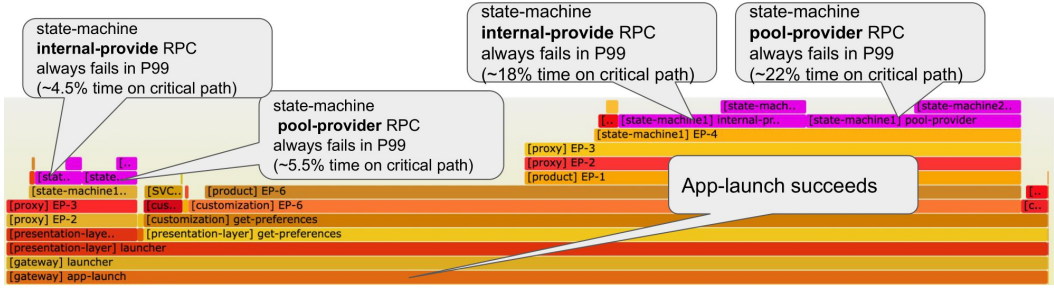 state-machine
internal-provide RPC
always fails in P99
(~4.5% time on critical path)
state-machine
pool-provider RPC
always fails in P99
(~5.5% time on critical path)
state-machine
internal-provide RPC
always fails in P99
(~18% time on critical path)
state-machine
pool-provider RPC
always fails in P99
(~22% time on critical path)
App-launch succeeds
[state-mach..
[state-machine2..
[..
[state-machine1] internal-pr..
[state-machine1] pool-provider
[state-machine1] EP-4
[proxy] EP-3
[..
[proxy] EP-2
[stat..
[state..
[product] EP-1
[state-machine1..
[SVC..
[product] EP-6
[..
[proxy] EP-3
[cus..
[customization] EP-6
[c..
[proxy] EP-2
[customization] get-preferences
[presentation-laye..
[presentation-layer] get-preferences
[presentation-layer] launcher
[gateway] launcher
[gateway] app-launch